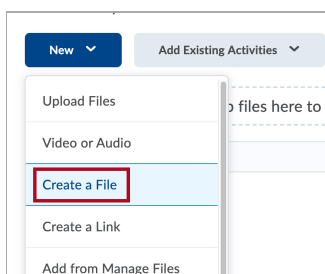 New
Add Existing Activities
Upload Files
files here to
Video or Audio
Create a File
Create a Link
Add from Manage Files